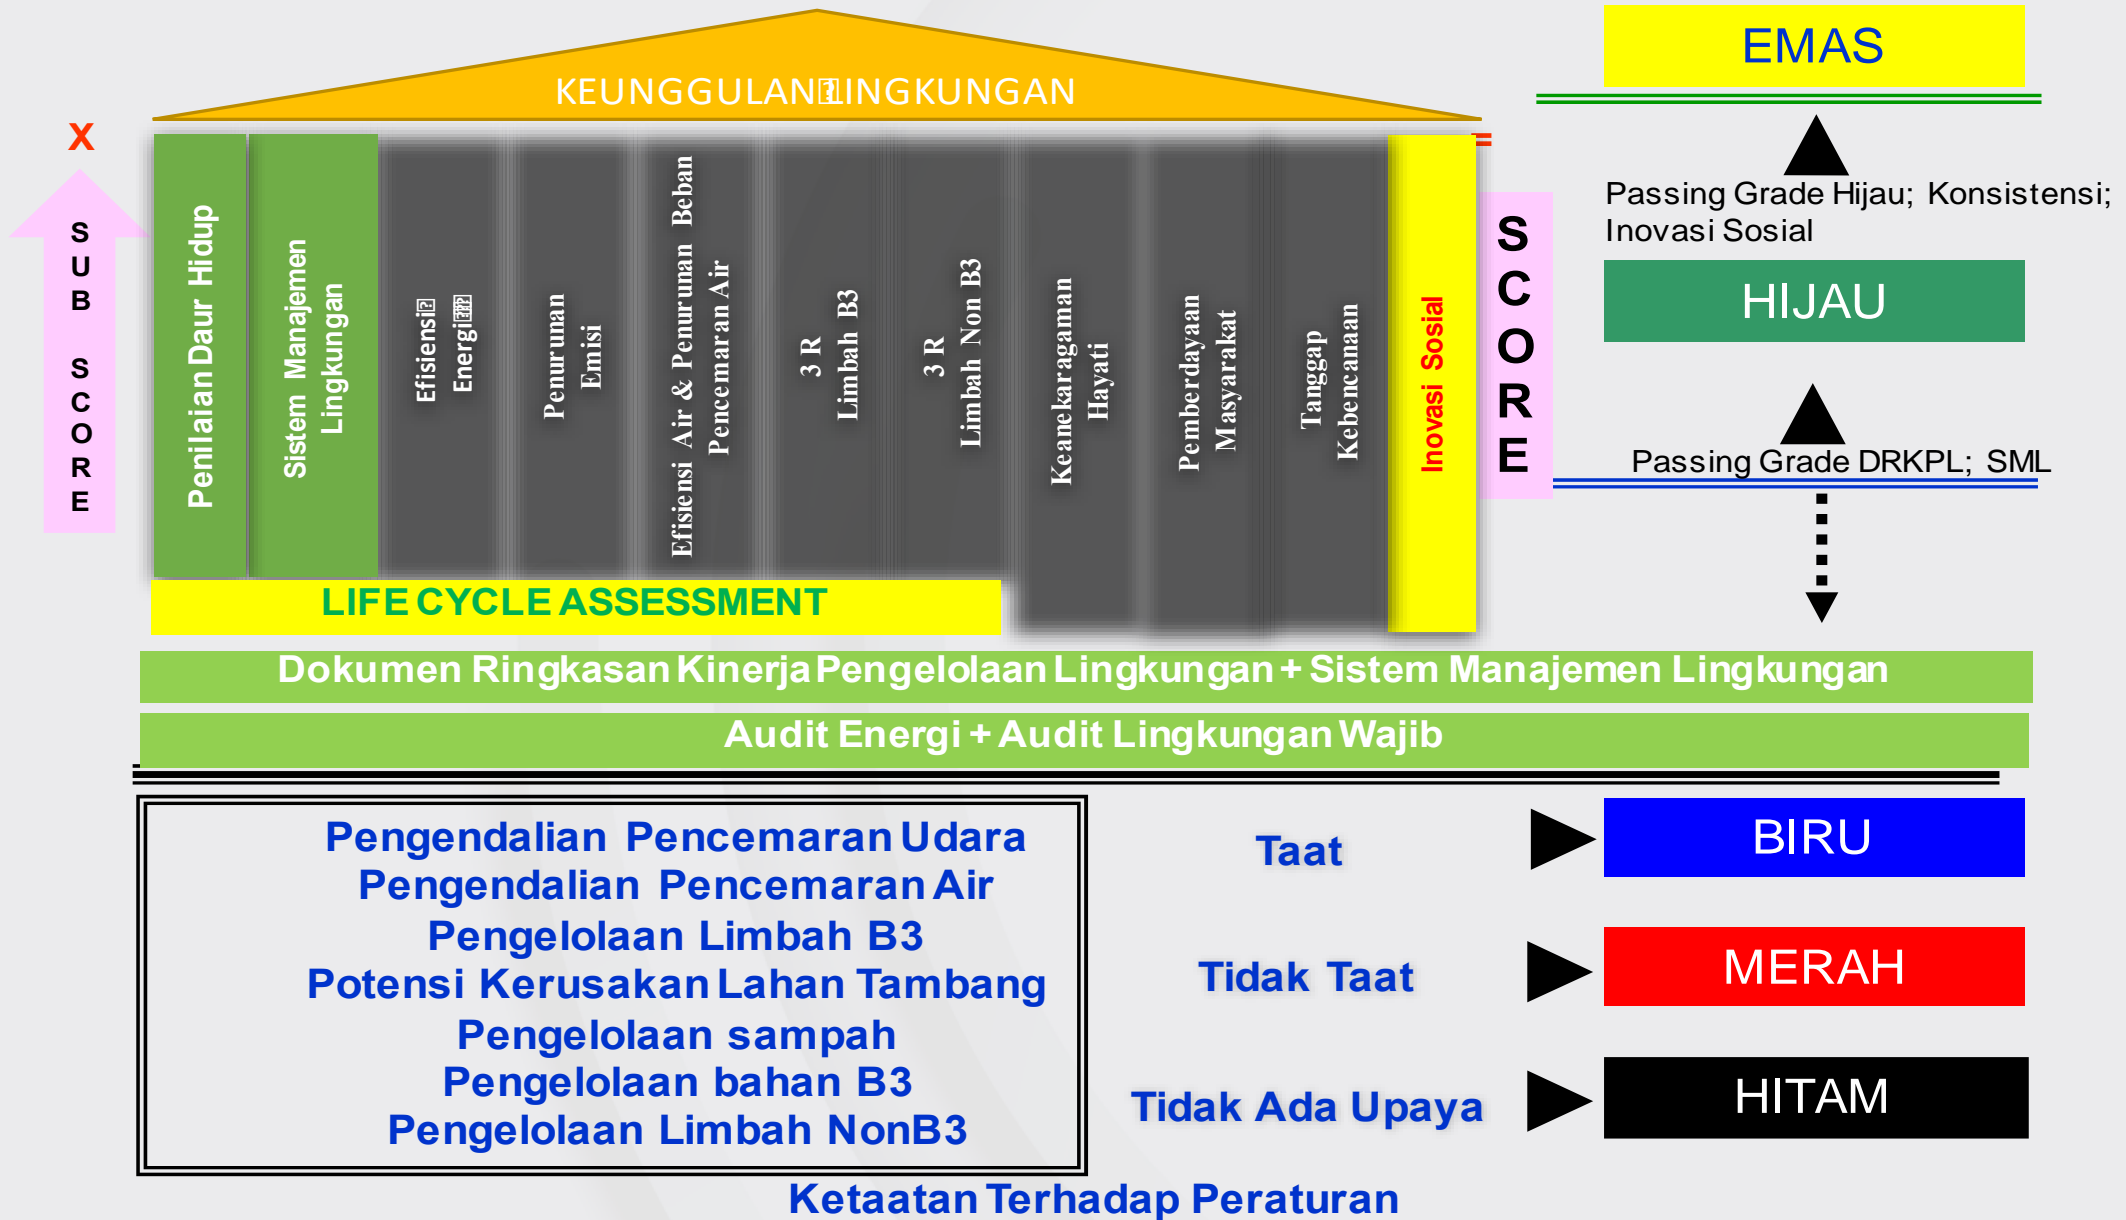 KEUNGGULAN LINGKUNGAN
X
=
SUB SCORE
Penilaian Daur Hidup
Sistem Manajemen
Lingkungan
Efisiensi
Energi
Penurunan
Emisi
Efisiensi Air & Penurunan Beban
Pencemaran Air
3 R
Limbah B3
3 R
Limbah Non B3
Keanekaragaman
Hayati
Pemberdayaan
Masyarakat
Tanggap
Kebencanaan
Inovasi Sosial
SCORE
LIFE CYCLE ASSESSMENT
EMAS
Passing Grade Hijau; Konsistensi;
Inovasi Sosial
HIJAU
Passing Grade DRKPL; SML
Dokumen Ringkasan Kinerja Pengelolaan Lingkungan + Sistem Manajemen Lingkungan
Audit Energi + Audit Lingkungan Wajib
Pengendalian Pencemaran Udara
Pengendalian Pencemaran Air
Pengelolaan Limbah B3
Potensi Kerusakan Lahan Tambang
Pengelolaan sampah
Pengelolaan bahan B3
Pengelolaan Limbah NonB3
Taat
BIRU
Tidak Taat
MERAH
Tidak Ada Upaya
HITAM
Ketaatan Terhadap Peraturan